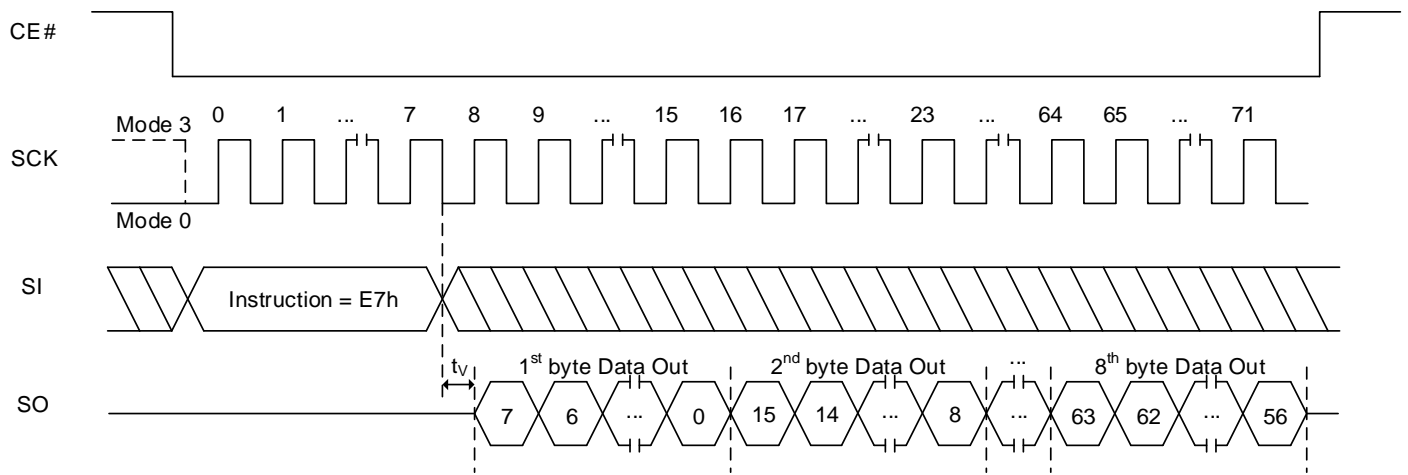 CE#
0 1 ... 7 8 9 ... 15 16 17 ... 23 ... 64 65 ... 71
Mode 3
SCK
Mode 0
SI
Instruction = E7h
tV 1st byte Data Out 2nd byte Data Out ... 8th byte Data Out
SO
7 6 ... 0 15 14 ... 8 ... 63 62 ... 56